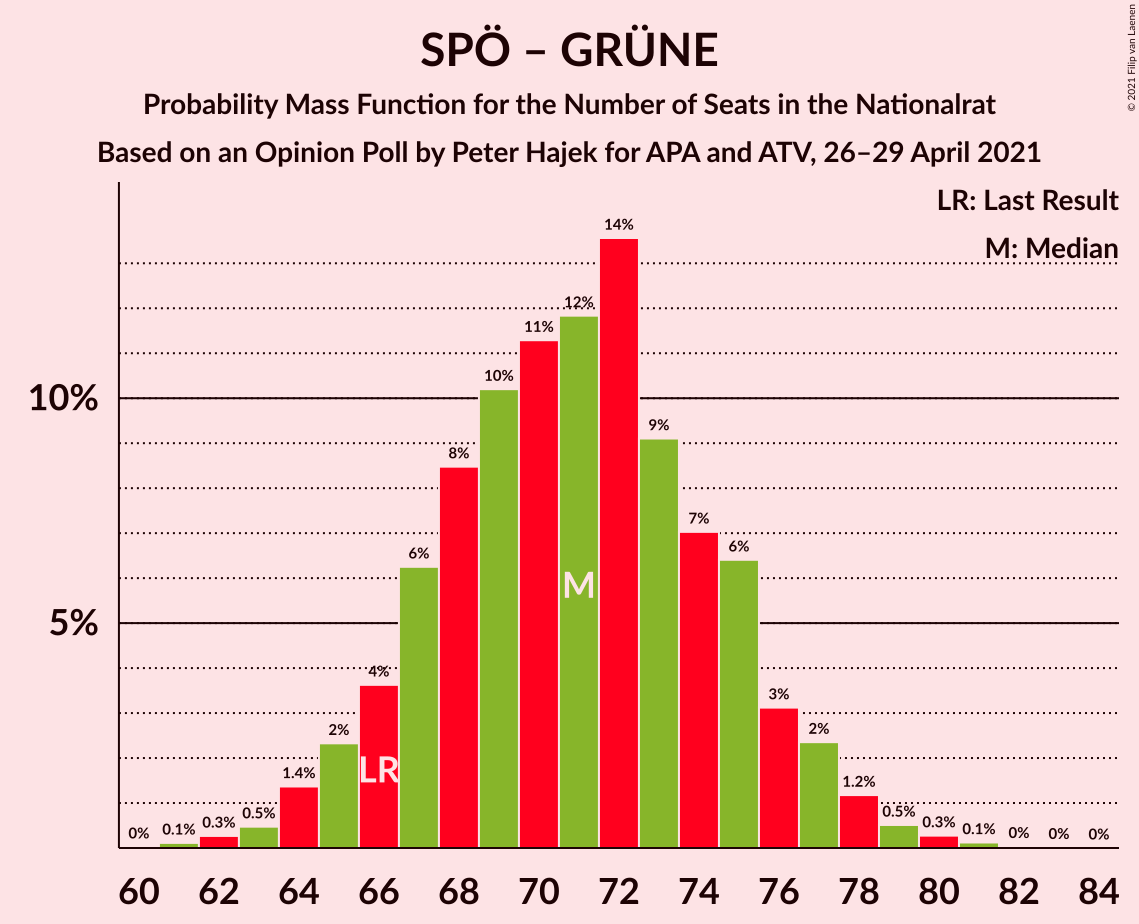 SPÖ – GRÜNE
Probability Mass Function for the Number of Seats in the Nationalrat
Based on an Opinion Poll by Peter Hajek for APA and ATV, 26–29 April 2021
© 2021 Filip van Laenen
LR: Last Result
M: Median
10%
5%
0% 0.1% 0.3% 0.5% 1.4% 2% 4% 6% 8% 10% 11% 12% 14% 9% 7% 6% 3% 2% 1.2% 0.5% 0.3% 0.1% 0% 0% 0%
LR
M
60 62 64 66 68 70 72 74 76 78 80 82 84